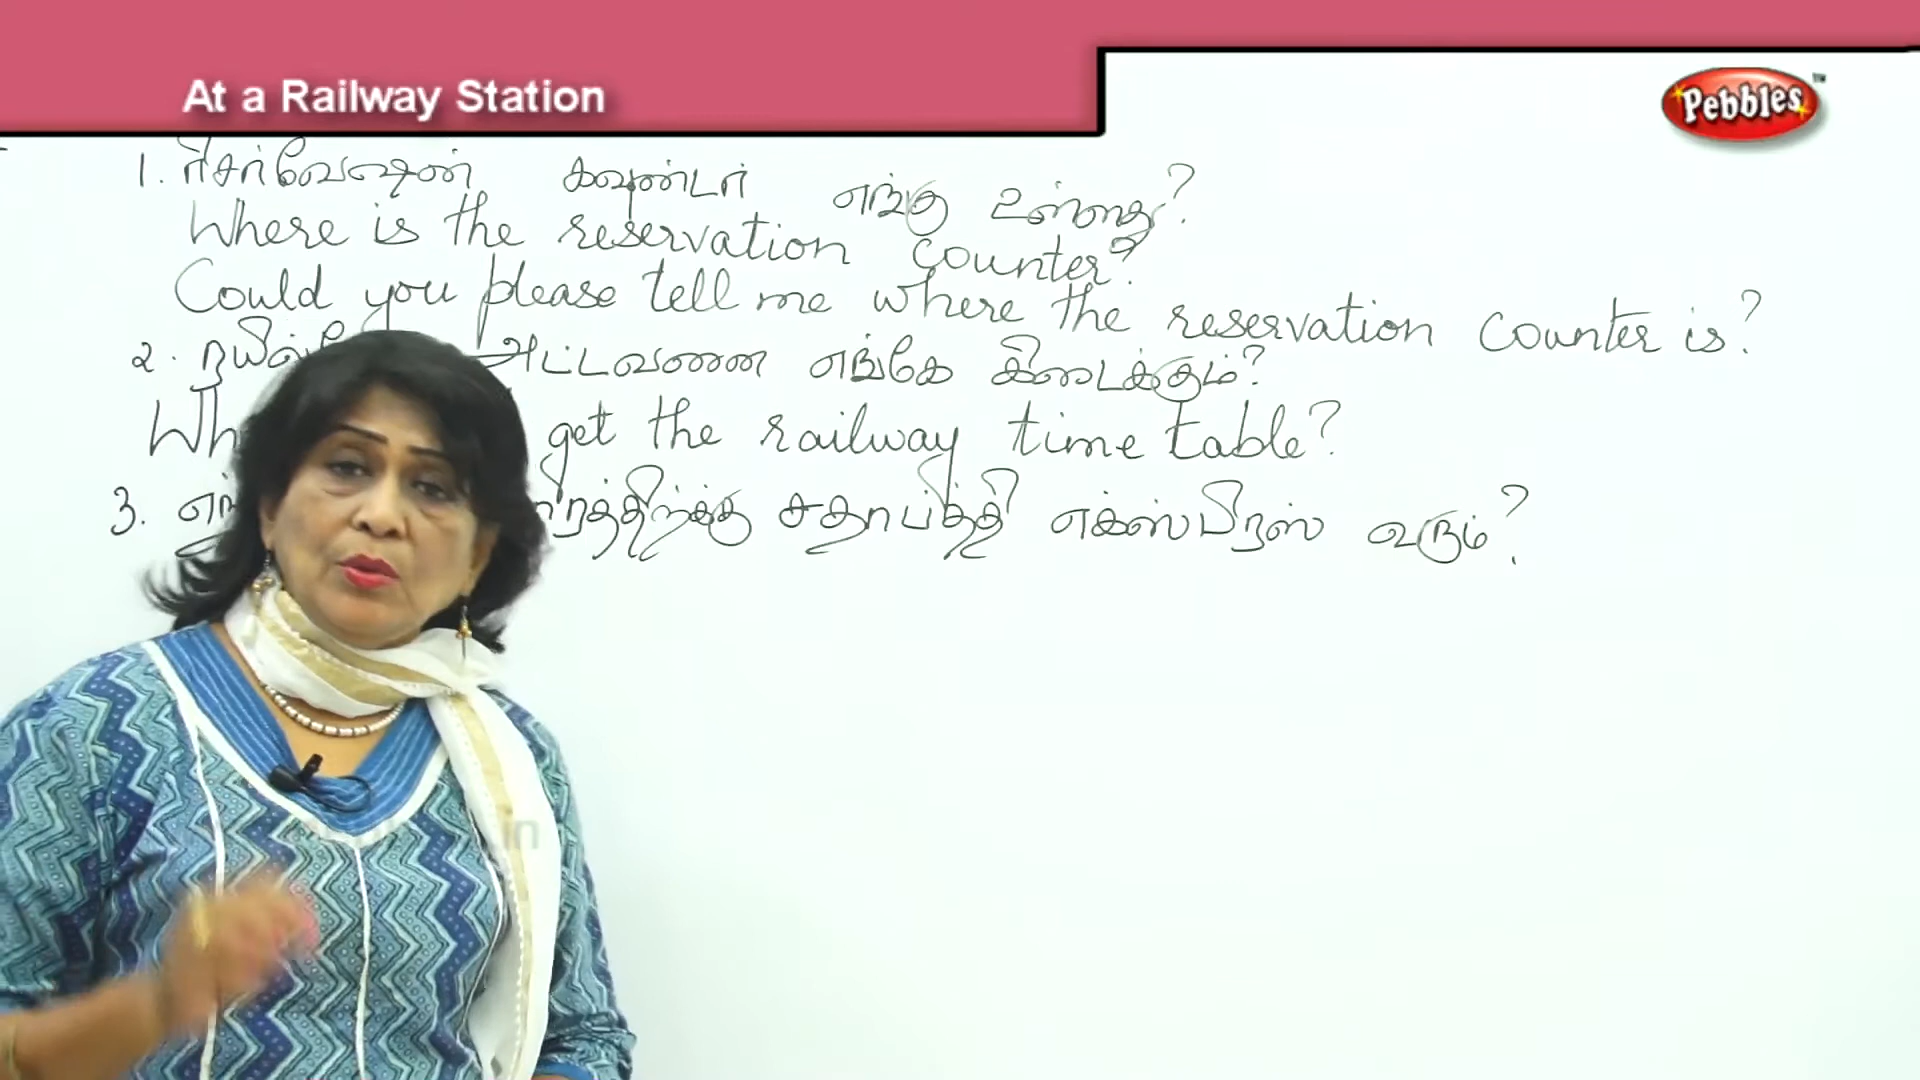 At a Railway Station
Pebbles™
1. ரிசர்வேஷன் கவுண்டர் எங்கு உள்ளது?
Where is the reservation counter?
Could you please tell me where the reservation counter is?
2. அட்டவணை எங்கே கிடைக்கும்?
get the railway time table?
3. சதாப்தி எக்ஸ்பிரஸ் வரும்?